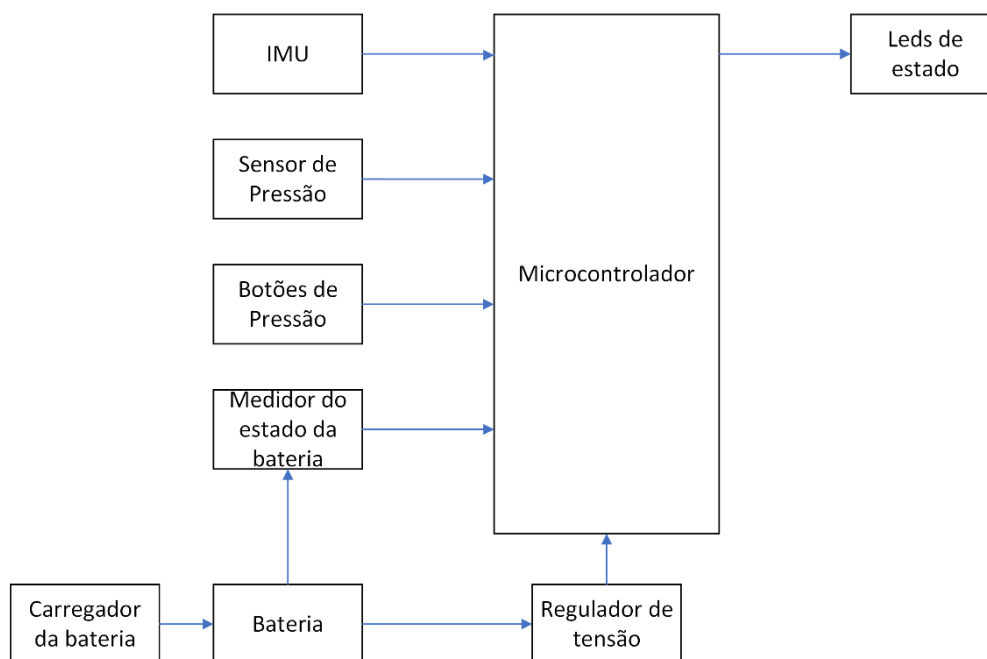 IMU
Leds de
estado
Sensor de
Pressão
Microcontrolador
Botões de
Pressão
Medidor do
estado da
bateria
Carregador
da bateria
Bateria
Regulador de
tensão